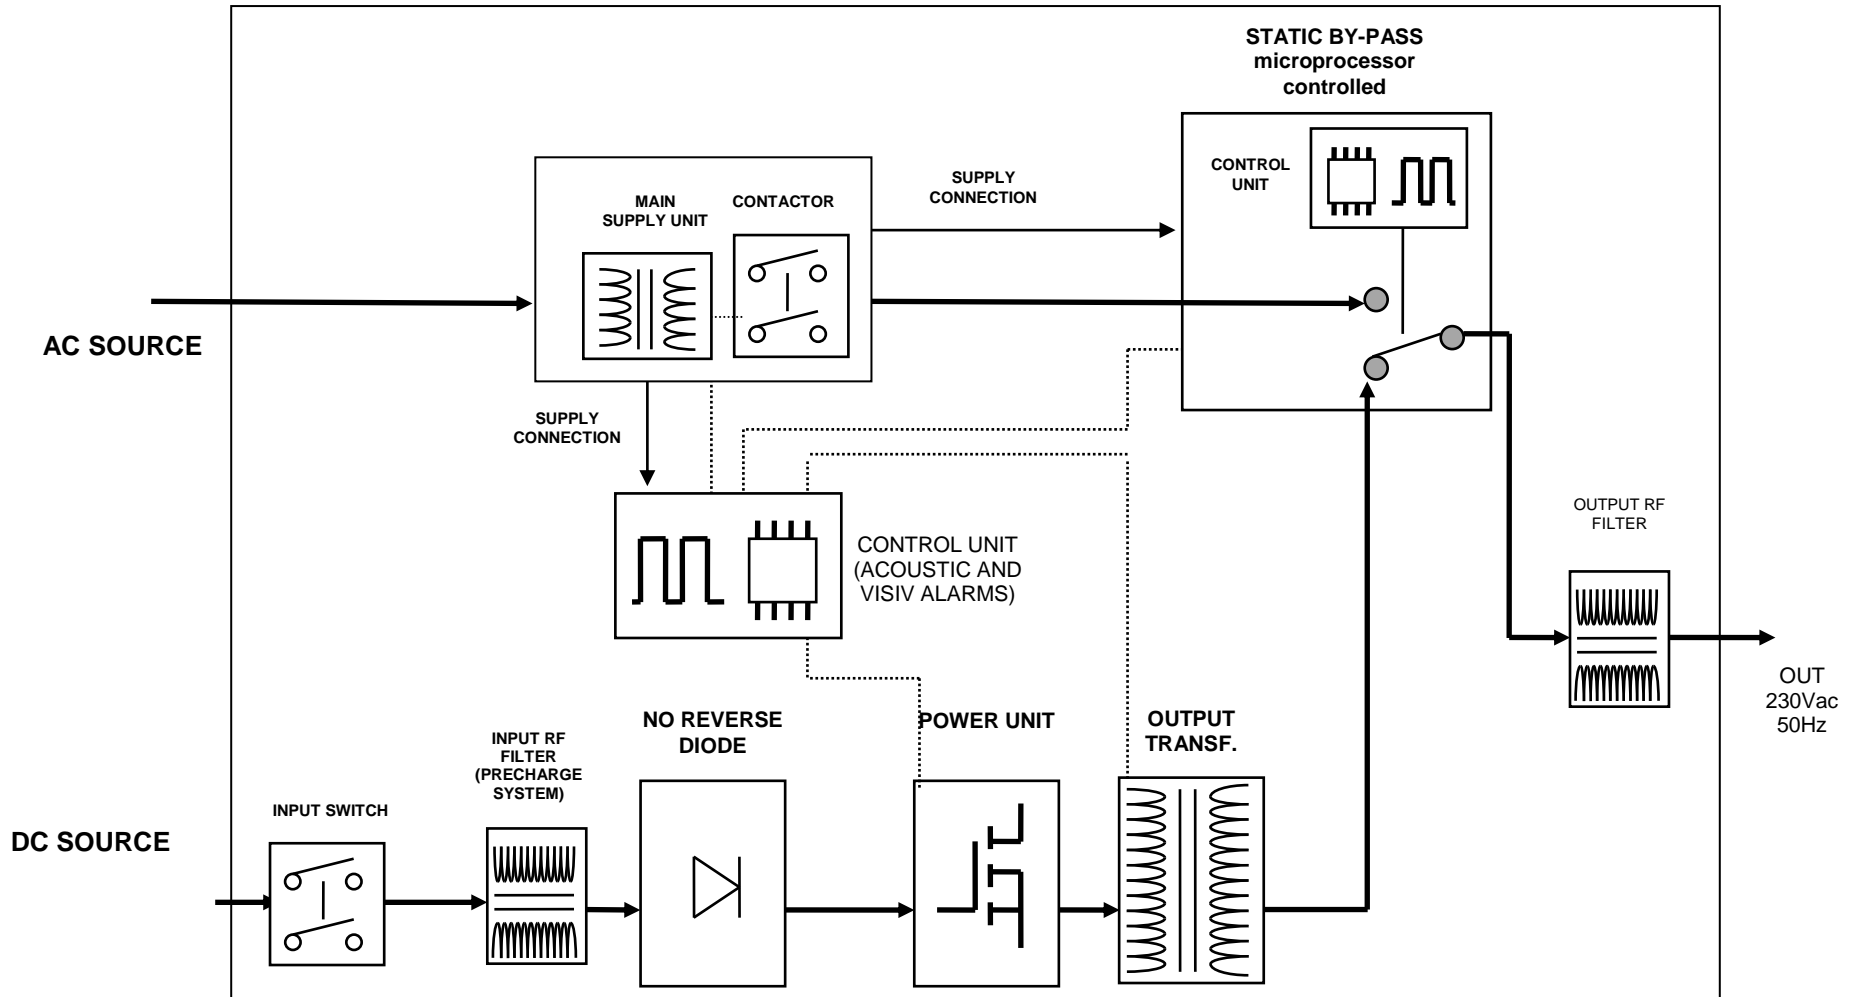 STATIC BY-PASS
microprocessor
controlled
CONTROL
UNIT
SUPPLY
CONNECTION
MAIN
SUPPLY UNIT
CONTACTOR
AC SOURCE
SUPPLY
CONNECTION
CONTROL UNIT
(ACOUSTIC AND
VISIV ALARMS)
OUTPUT RF
FILTER
OUT
230Vac
50Hz
NO REVERSE
DIODE
POWER UNIT
OUTPUT
TRANSF.
INPUT RF
FILTER
(PRECHARGE
SYSTEM)
INPUT SWITCH
DC SOURCE